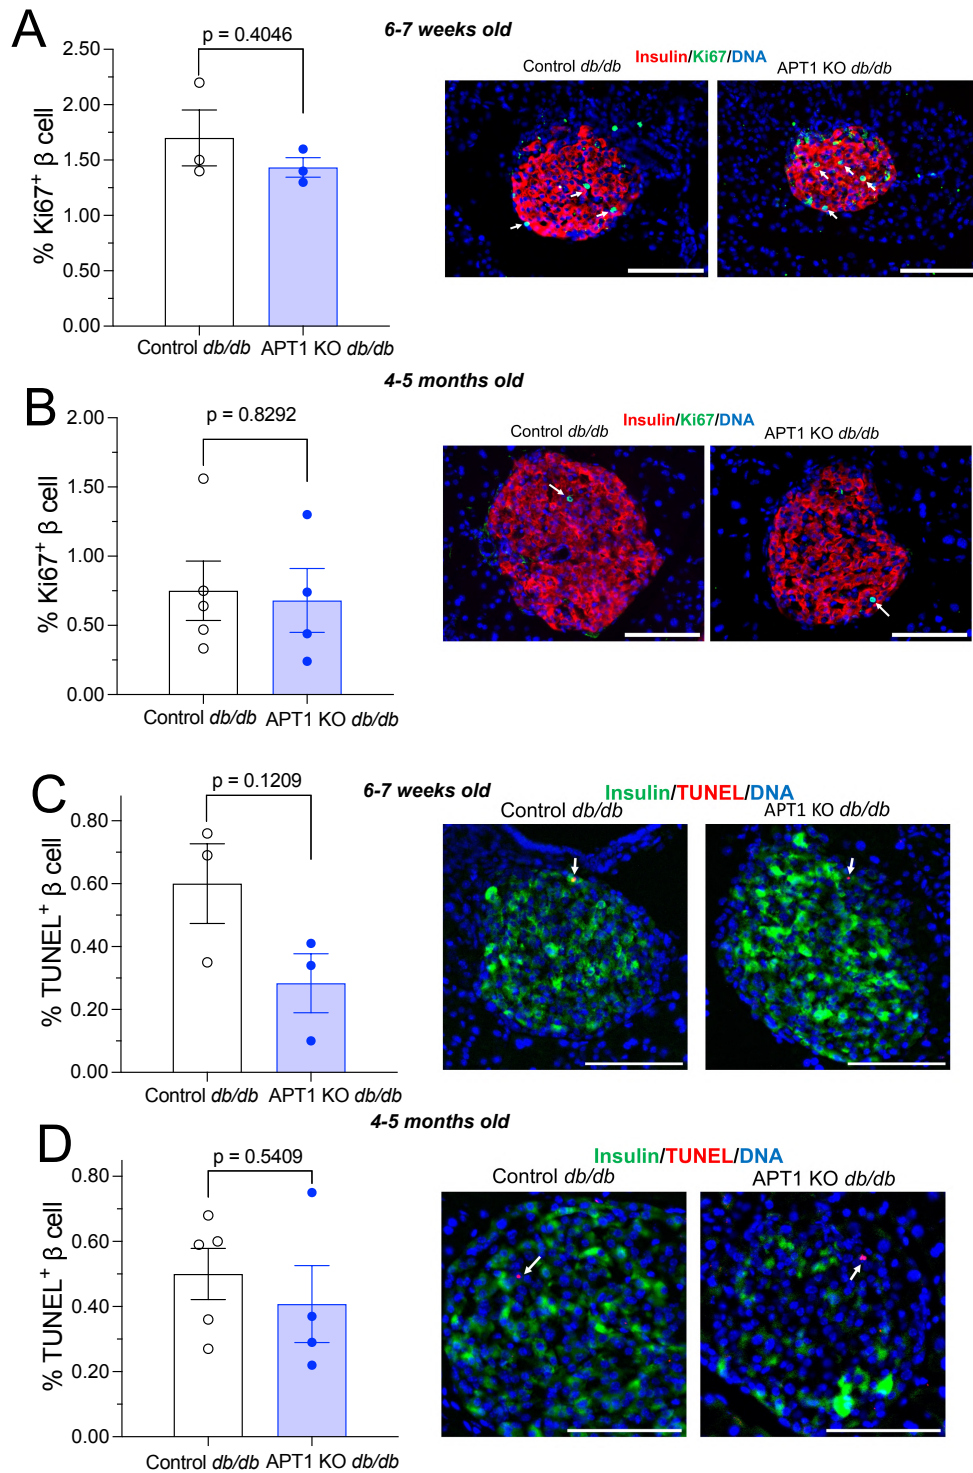 A
6-7 weeks old
p = 0.4046
Insulin/Ki67/DNA
Control db/db
APT1 KO db/db
% Ki67+ β cell
2.50
2.00
1.50
1.00
0.50
0.00
Control db/db
APT1 KO db/db
B
4-5 months old
p = 0.8292
Insulin/Ki67/DNA
Control db/db
APT1 KO db/db
% Ki67+ β cell
2.00
1.50
1.00
0.50
0.00
Control db/db
APT1 KO db/db
C
6-7 weeks old
p = 0.1209
Insulin/TUNEL/DNA
Control db/db
APT1 KO db/db
% TUNEL+ β cell
0.80
0.60
0.40
0.20
0.00
Control db/db
APT1 KO db/db
D
4-5 months old
p = 0.5409
Insulin/TUNEL/DNA
Control db/db
APT1 KO db/db
% TUNEL+ β cell
0.80
0.60
0.40
0.20
0.00
Control db/db
APT1 KO db/db